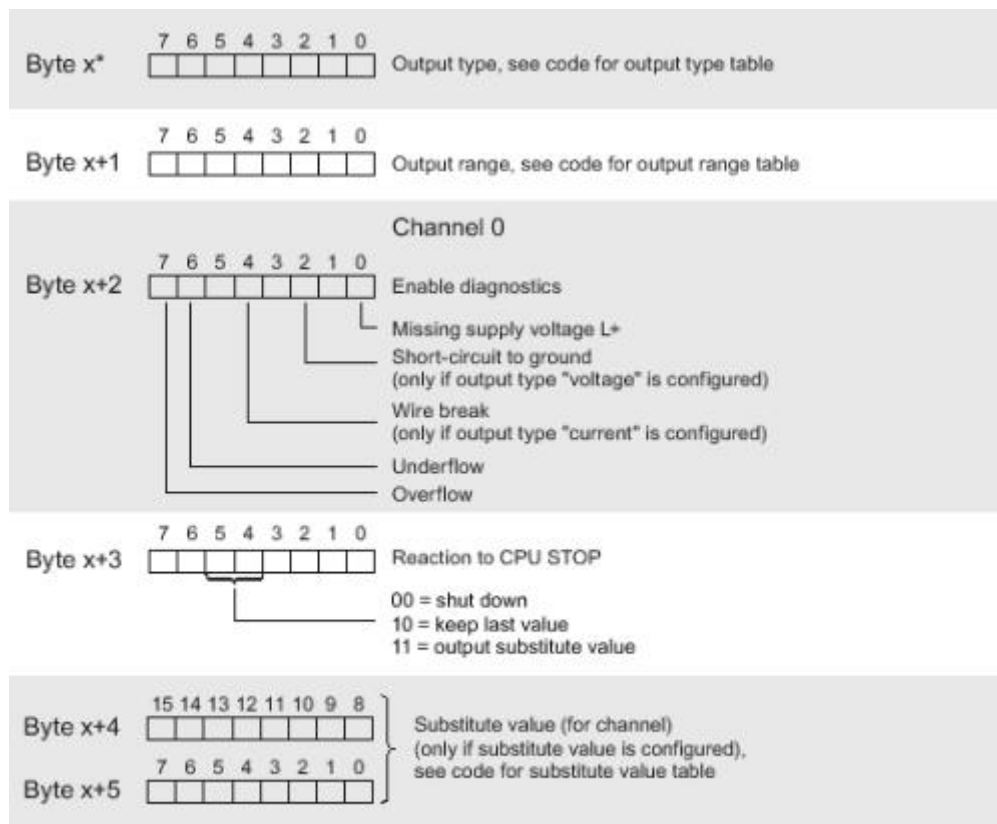 7 6 5 4 3 2 1 0
Byte x* Output type, see code for output type table
7 6 5 4 3 2 1 0
Byte x+1 Output range, see code for output range table
Channel 0
7 6 5 4 3 2 1 0
Byte x+2 Enable diagnostics
Missing supply voltage L+
Short-circuit to ground
(only if output type "voltage" is configured)
Wire break
(only if output type "current" is configured)
Underflow
Overflow
7 6 5 4 3 2 1 0
Byte x+3 Reaction to CPU STOP
00 = shut down
10 = keep last value
11 = output substitute value
15 14 13 12 11 10 9 8
Byte x+4 Substitute value (for channel)
(only if substitute value is configured),
7 6 5 4 3 2 1 0 see code for substitute value table
Byte x+5